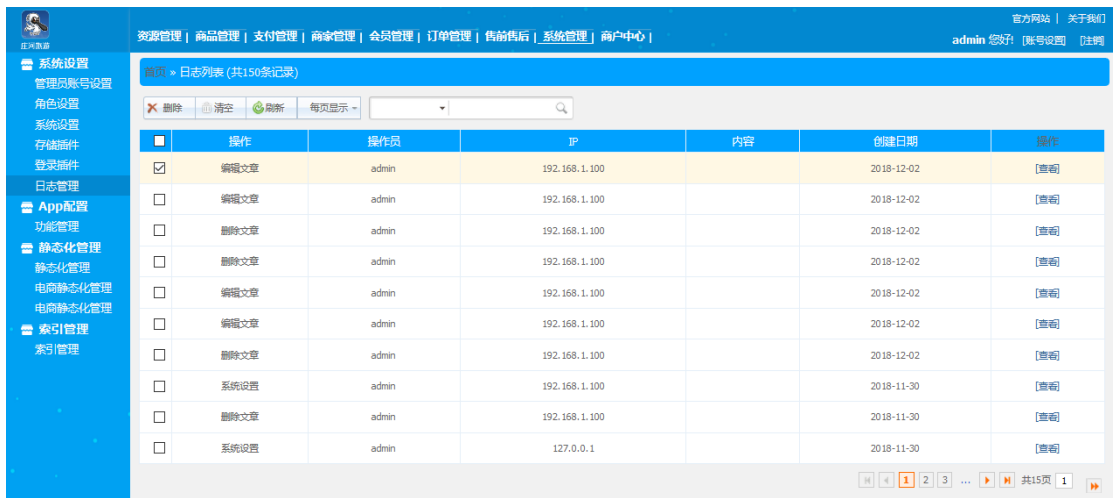 官方网站 | 关于我们
庄河旅游
资源管理 | 商品管理 | 支付管理 | 商家管理 | 会员管理 | 订单管理 | 售前售后 | 系统管理 | 商户中心 |
admin 您好! [账号设置] [注销]
系统设置
管理员账号设置
角色设置
系统设置
存储插件
登录插件
日志管理
App配置
功能管理
静态化管理
静态化管理
电商静态化管理
电商静态化管理
索引管理
索引管理
首页 » 日志列表 (共150条记录)
删除 清空 刷新 每页显示
操作 操作员 IP 内容 创建日期 操作
编辑文章 admin 192.168.1.100 2018-12-02 [查看]
编辑文章 admin 192.168.1.100 2018-12-02 [查看]
删除文章 admin 192.168.1.100 2018-12-02 [查看]
删除文章 admin 192.168.1.100 2018-12-02 [查看]
编辑文章 admin 192.168.1.100 2018-12-02 [查看]
编辑文章 admin 192.168.1.100 2018-12-02 [查看]
删除文章 admin 192.168.1.100 2018-12-02 [查看]
系统设置 admin 192.168.1.100 2018-11-30 [查看]
删除文章 admin 192.168.1.100 2018-11-30 [查看]
系统设置 admin 127.0.0.1 2018-11-30 [查看]
1 2 3 ... 共15页 1